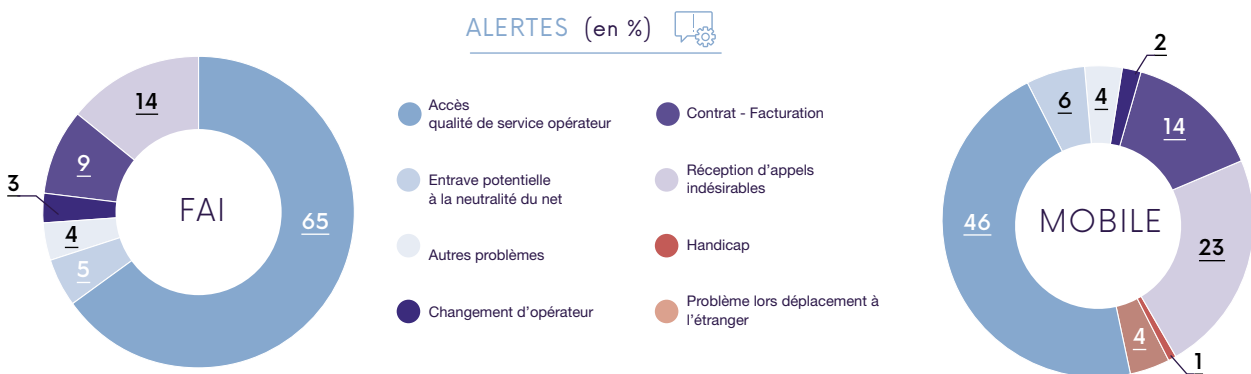 ALERTES (en %)
14
9
3
FAI
65
4
5
Accès
qualité de service opérateur
Entrave potentielle
à la neutralité du net
Autres problèmes
Changement d'opérateur
Contrat - Facturation
Réception d'appels
indésirables
Handicap
Problème lors déplacement à
l'étranger
2
6
4
14
46
MOBILE
23
4
1